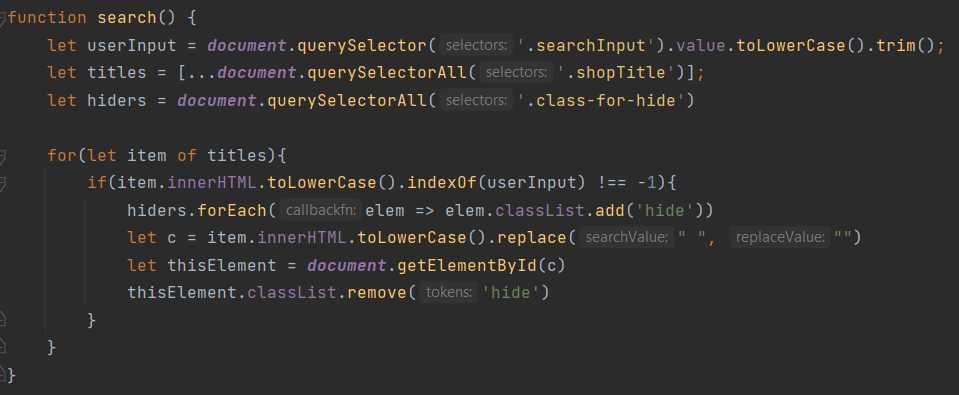 function search() {
    let userInput = document.querySelector( selectors: '.searchInput').value.toLowerCase().trim();
    let titles = [...document.querySelectorAll( selectors: '.shopTitle')];
    let hiders = document.querySelectorAll( selectors: '.class-for-hide')

    for(let item of titles){
        if(item.innerHTML.toLowerCase().indexOf(userInput) !== -1){
            hiders.forEach( callbackfn: elem => elem.classList.add('hide'))
            let c = item.innerHTML.toLowerCase().replace( searchValue: " ", replaceValue: "")
            let thisElement = document.getElementById(c)
            thisElement.classList.remove( tokens: 'hide')
        }
    }
}